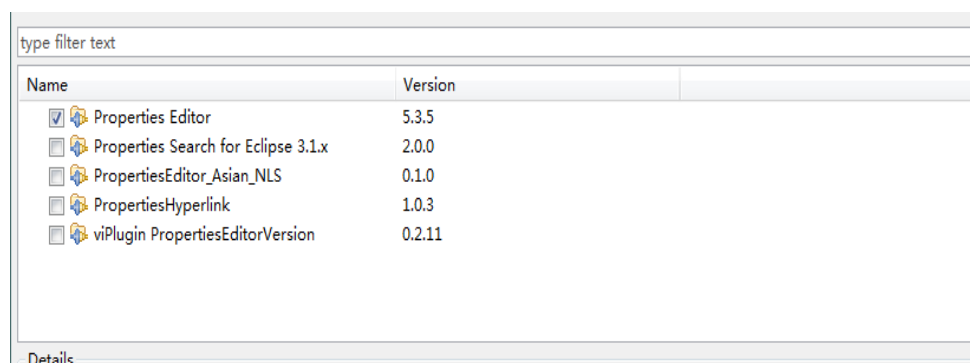 type filter text
Name Version
Properties Editor 5.3.5
Properties Search for Eclipse 3.1.x 2.0.0
PropertiesEditor_Asian_NLS 0.1.0
PropertiesHyperlink 1.0.3
viPlugin PropertiesEditorVersion 0.2.11
Details